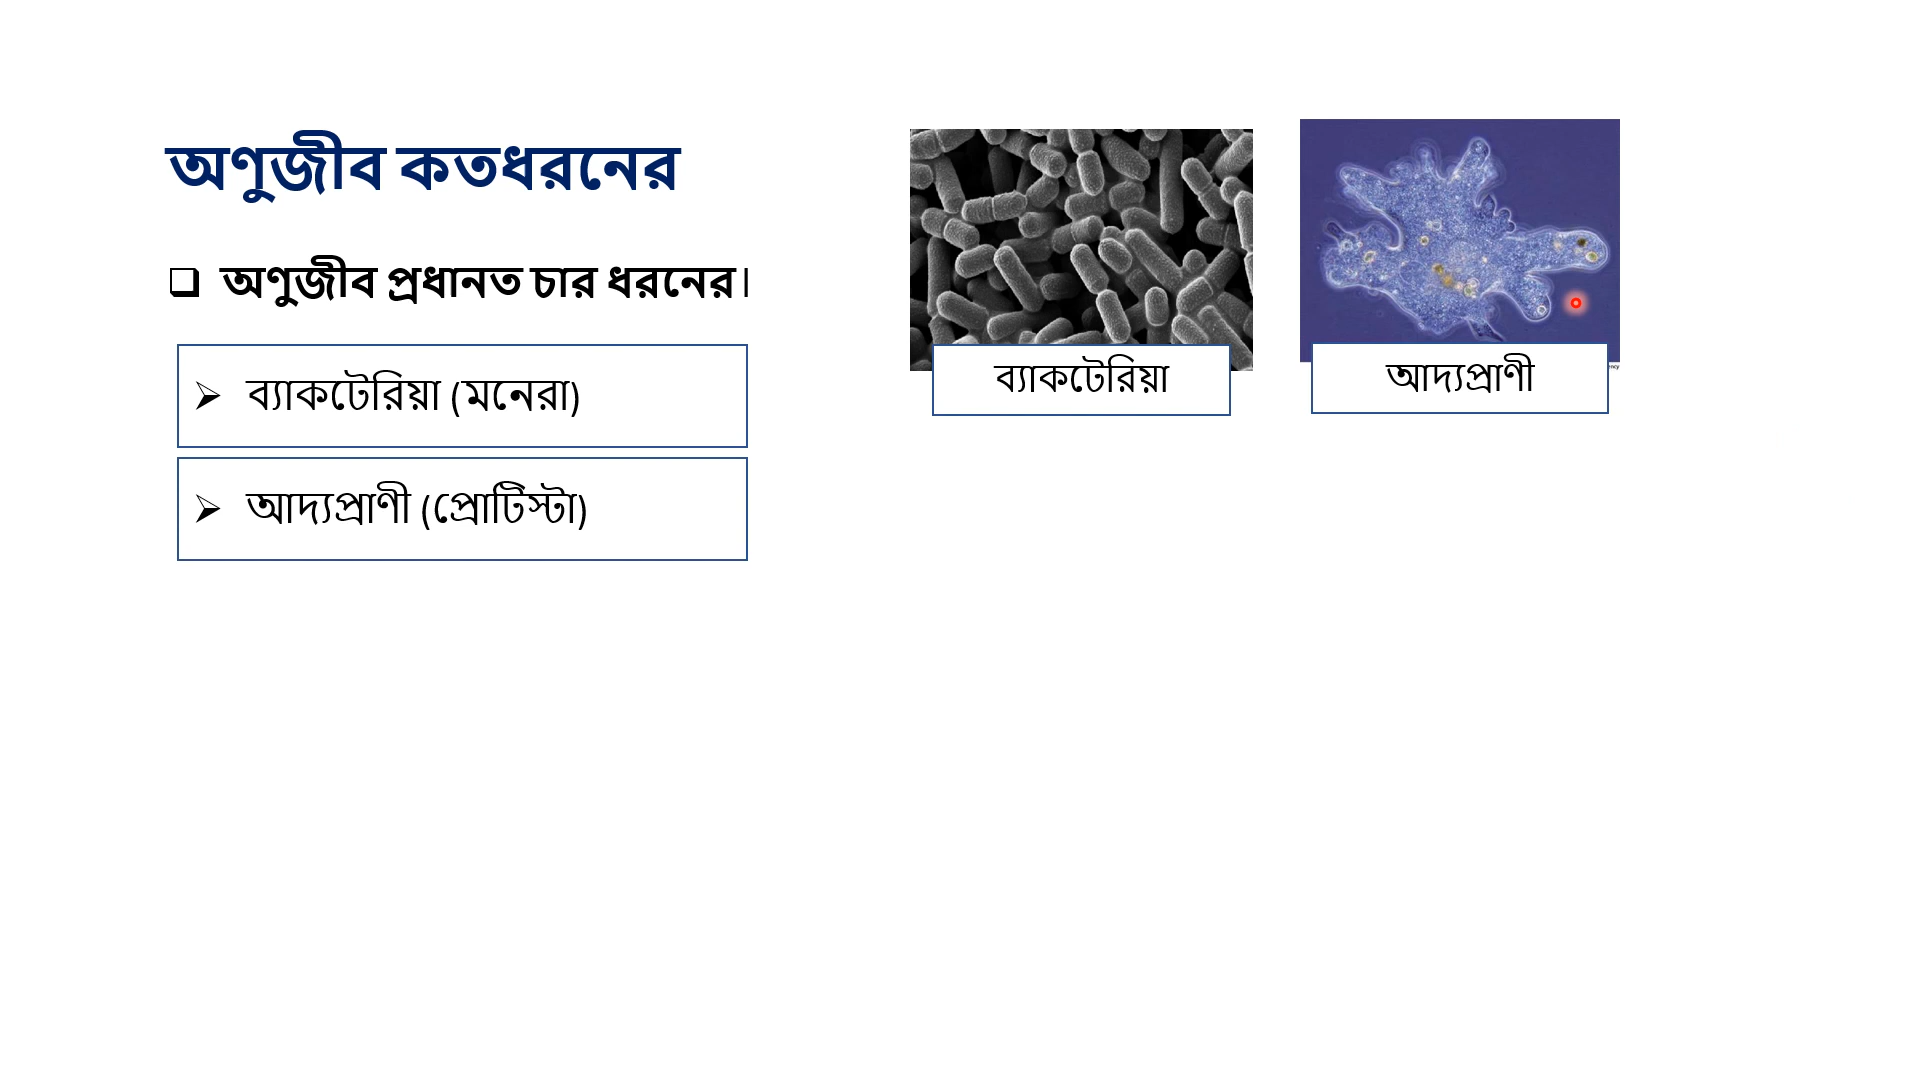 অণুজীব কতধরনের
অণুজীব প্রধানত চার ধরনের।
ব্যাকটেরিয়া (মনেরা)
আদ্যপ্রাণী (প্রোটিস্টা)
ব্যাকটেরিয়া
আদ্যপ্রাণী